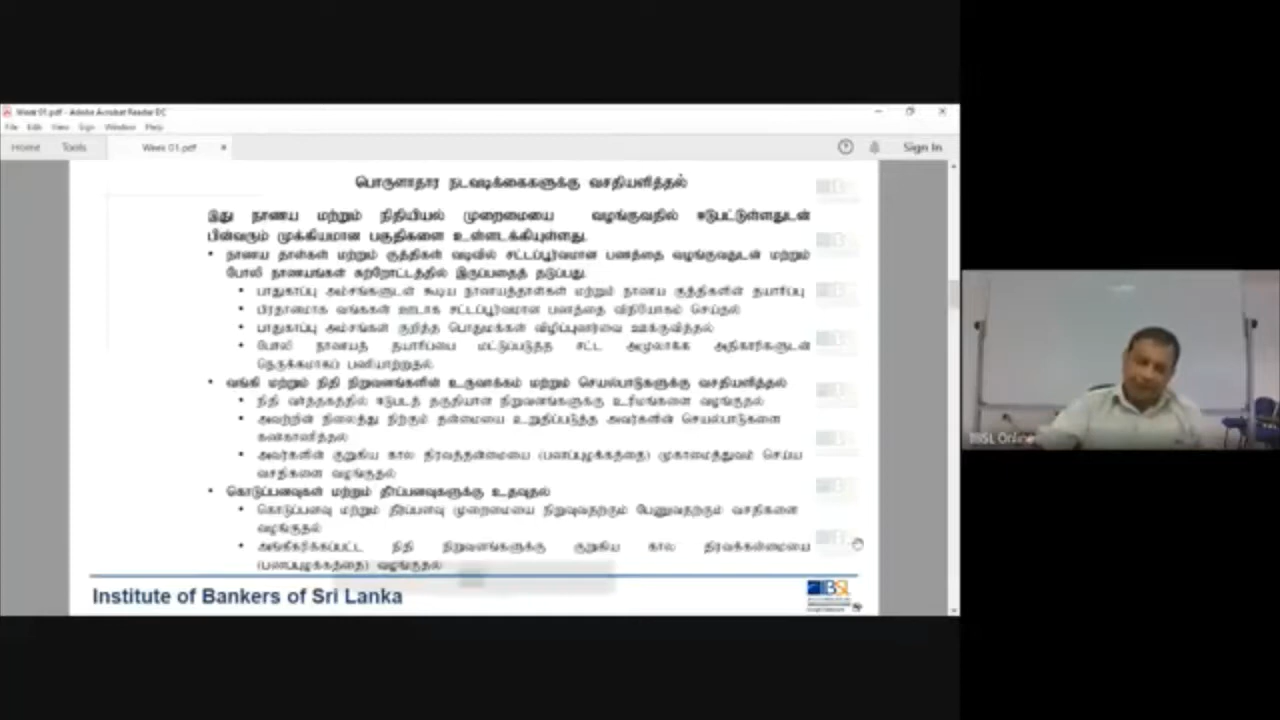 Week 01.pdf - Adobe Acrobat Reader DC
File Edit View Sign Window Help
Home Tools Week 01.pdf × Sign In
பொருளாதார நடவடிக்கைகளுக்கு வசதியளித்தல்
இது நாணய மற்றும் நிதியியல் முறைமையை வழங்குவதில் ஈடுபட்டுள்ளதுடன்
பின்வரும் முக்கியமான பகுதிகளை உள்ளடக்கியுள்ளது.
• நாணய தாள்கள் மற்றும் குத்திகள் வடிவில் சட்டப்பூர்வமான பணத்தை வழங்குவதுடன் மற்றும்
போலி நாணயங்கள் சுற்றோட்டத்தில் இருப்பதைத் தடுப்பது.
• பாதுகாப்பு அம்சங்களுடன் கூடிய நாணயத்தாள்கள் மற்றும் நாணய குத்திகளின் தயாரிப்பு
• பிரதானமாக வங்கிகள் ஊடாக சட்டப்பூர்வமான பணத்தை விநியோகம் செய்தல்
• பாதுகாப்பு அம்சங்கள் குறித்த பொதுமக்கள் விழிப்புணர்வை ஊக்குவித்தல்
• போலி நாணயத் தயாரிப்பை மட்டுப்படுத்த சட்ட அமுலாக்க அதிகாரிகளுடன்
நெருக்கமாகப் பணியாற்றுதல்
• வங்கி மற்றும் நிதி நிறுவனங்களின் உருவாக்கம் மற்றும் செயல்பாடுகளுக்கு வசதியளித்தல்
• நிதி வர்த்தகத்தில் ஈடுபடத் தகுதியான நிறுவனங்களுக்கு உரிமங்களை வழங்குதல்
• அவற்றின் நிலைத்து நிற்கும் தன்மையை உறுதிப்படுத்த அவர்களின் செயல்பாடுகளை
கண்காணித்தல்
• அவர்களின் குறுகிய கால திரவத்தன்மையை (பணப்புழக்கத்தை) முகாமைத்துவம் செய்ய
வசதிகளை வழங்குதல்
• கொடுப்பனவுகள் மற்றும் தீர்ப்பனவுகளுக்கு உதவுதல்
• கொடுப்பனவு மற்றும் தீர்ப்பனவு முறைமையை நிறுவுவதற்கும் பேணுவதற்கும் வசதிகளை
வழங்குதல்
• அங்கீகரிக்கப்பட்ட நிதி நிறுவனங்களுக்கு குறுகிய கால திரவத்தன்மையை
(பணப்புழக்கத்தை) வழங்குதல்
Institute of Bankers of Sri Lanka
IBSL
IBSL Online